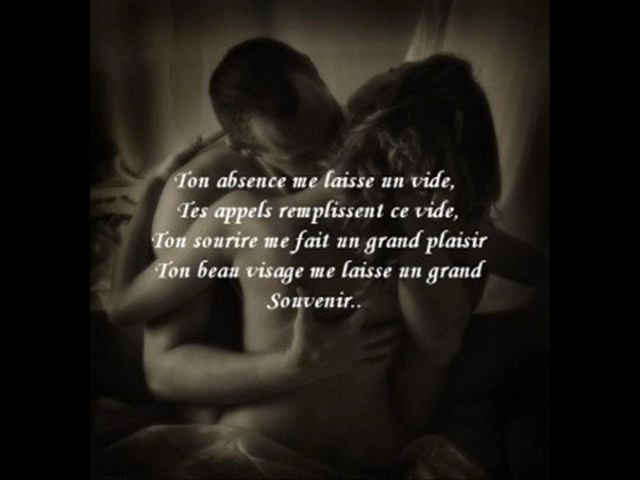 Ton absence me laisse un vide,
Tes appels remplissent ce vide,
Ton sourire me fait un grand plaisir
Ton beau visage me laisse un grand
Souvenir..